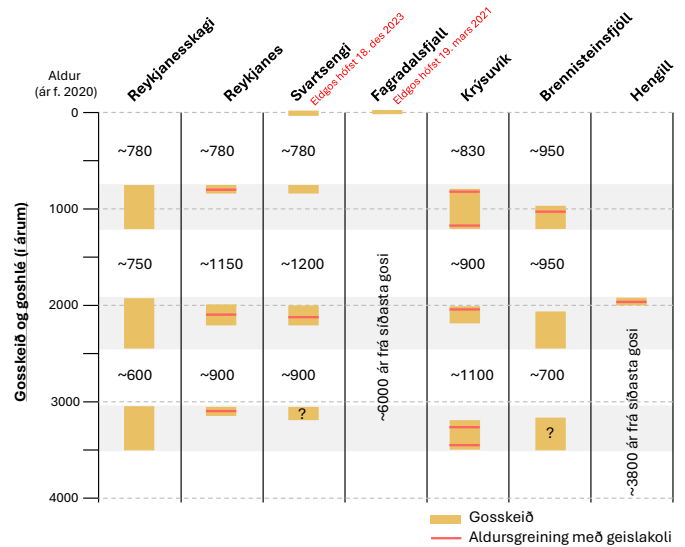 Aldur
(ár f. 2020)
Reykjanesskagi
Reykjanes
Svartsengi
Eldgos hófst 18. des 2023
Fagradalsfjall
Eldgos hófst 19. mars 2021
Krýsuvík
Brennisteinsfjöll
Hengill
Gosskeið og goshlé (í árum)
0
~780
~780
~780
~830
~950
1000
~750
~1150
~1200
~900
~950
2000
~600
~900
~900
~1100
~700
3000
?
?
4000
~6000 ár frá síðasta gosi
~3800 ár frá síðasta gosi
Gosskeið
Aldursgreining með geislakoli